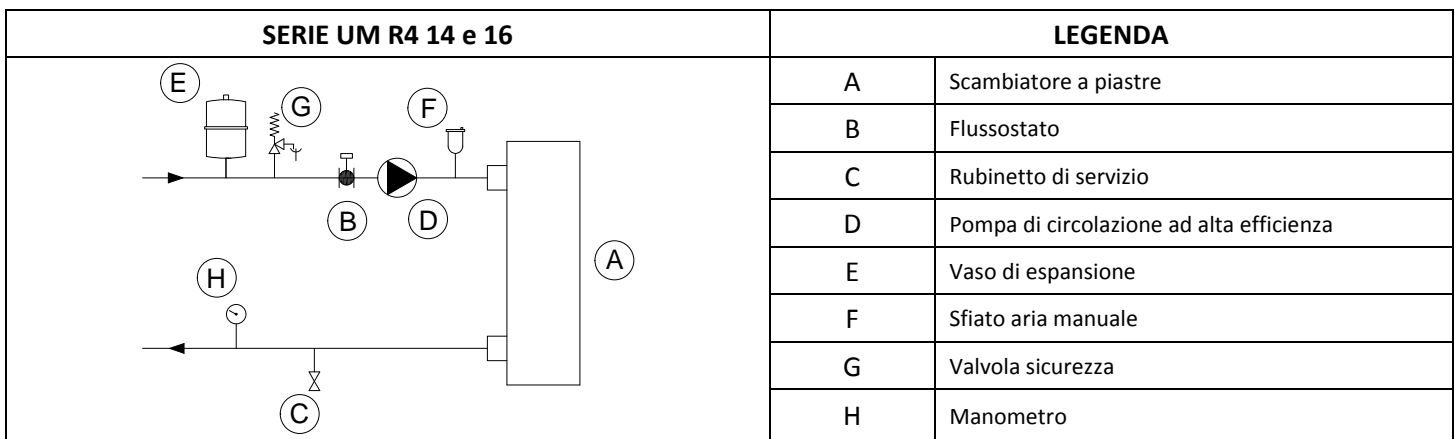 SERIE UM R4 14 e 16
LEGENDA
E
G
F
B
D
A
H
C
A Scambiatore a piastre
B Flussostato
C Rubinetto di servizio
D Pompa di circolazione ad alta efficienza
E Vaso di espansione
F Sfiato aria manuale
G Valvola sicurezza
H Manometro